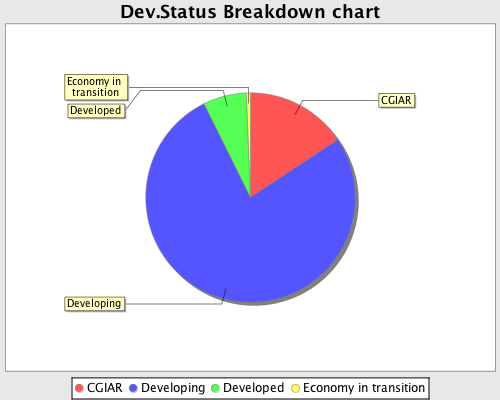 Dev.Status Breakdown chart
Economy in
transition
Developed
CGIAR
Developing
CGIAR Developing Developed Economy in transition